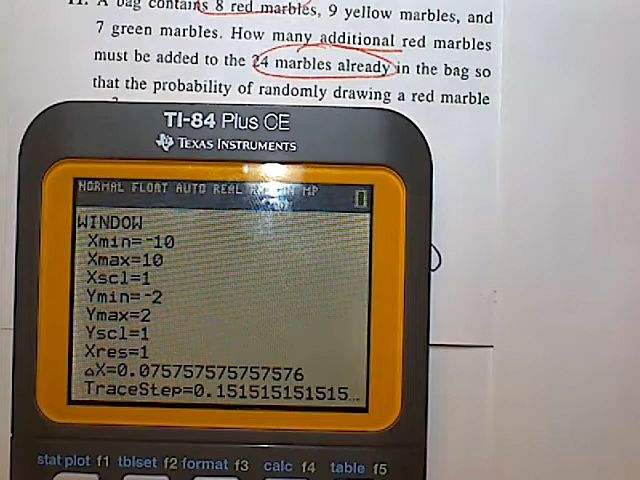 11. A bag contains 8 red marbles, 9 yellow marbles, and
7 green marbles. How many additional red marbles
must be added to the 24 marbles already in the bag so
that the probability of randomly drawing a red marble
TI-84 Plus CE
TEXAS INSTRUMENTS
NORMAL FLOAT AUTO REAL MP
WINDOW
Xmin=-10
Xmax=10
Xscl=1
Ymin=-2
Ymax=2
Yscl=1
Xres=1
△X=0.075757575757576
TraceStep=0.151515151515...
stat plot f1 tblset f2 format f3 calc f4 table f5